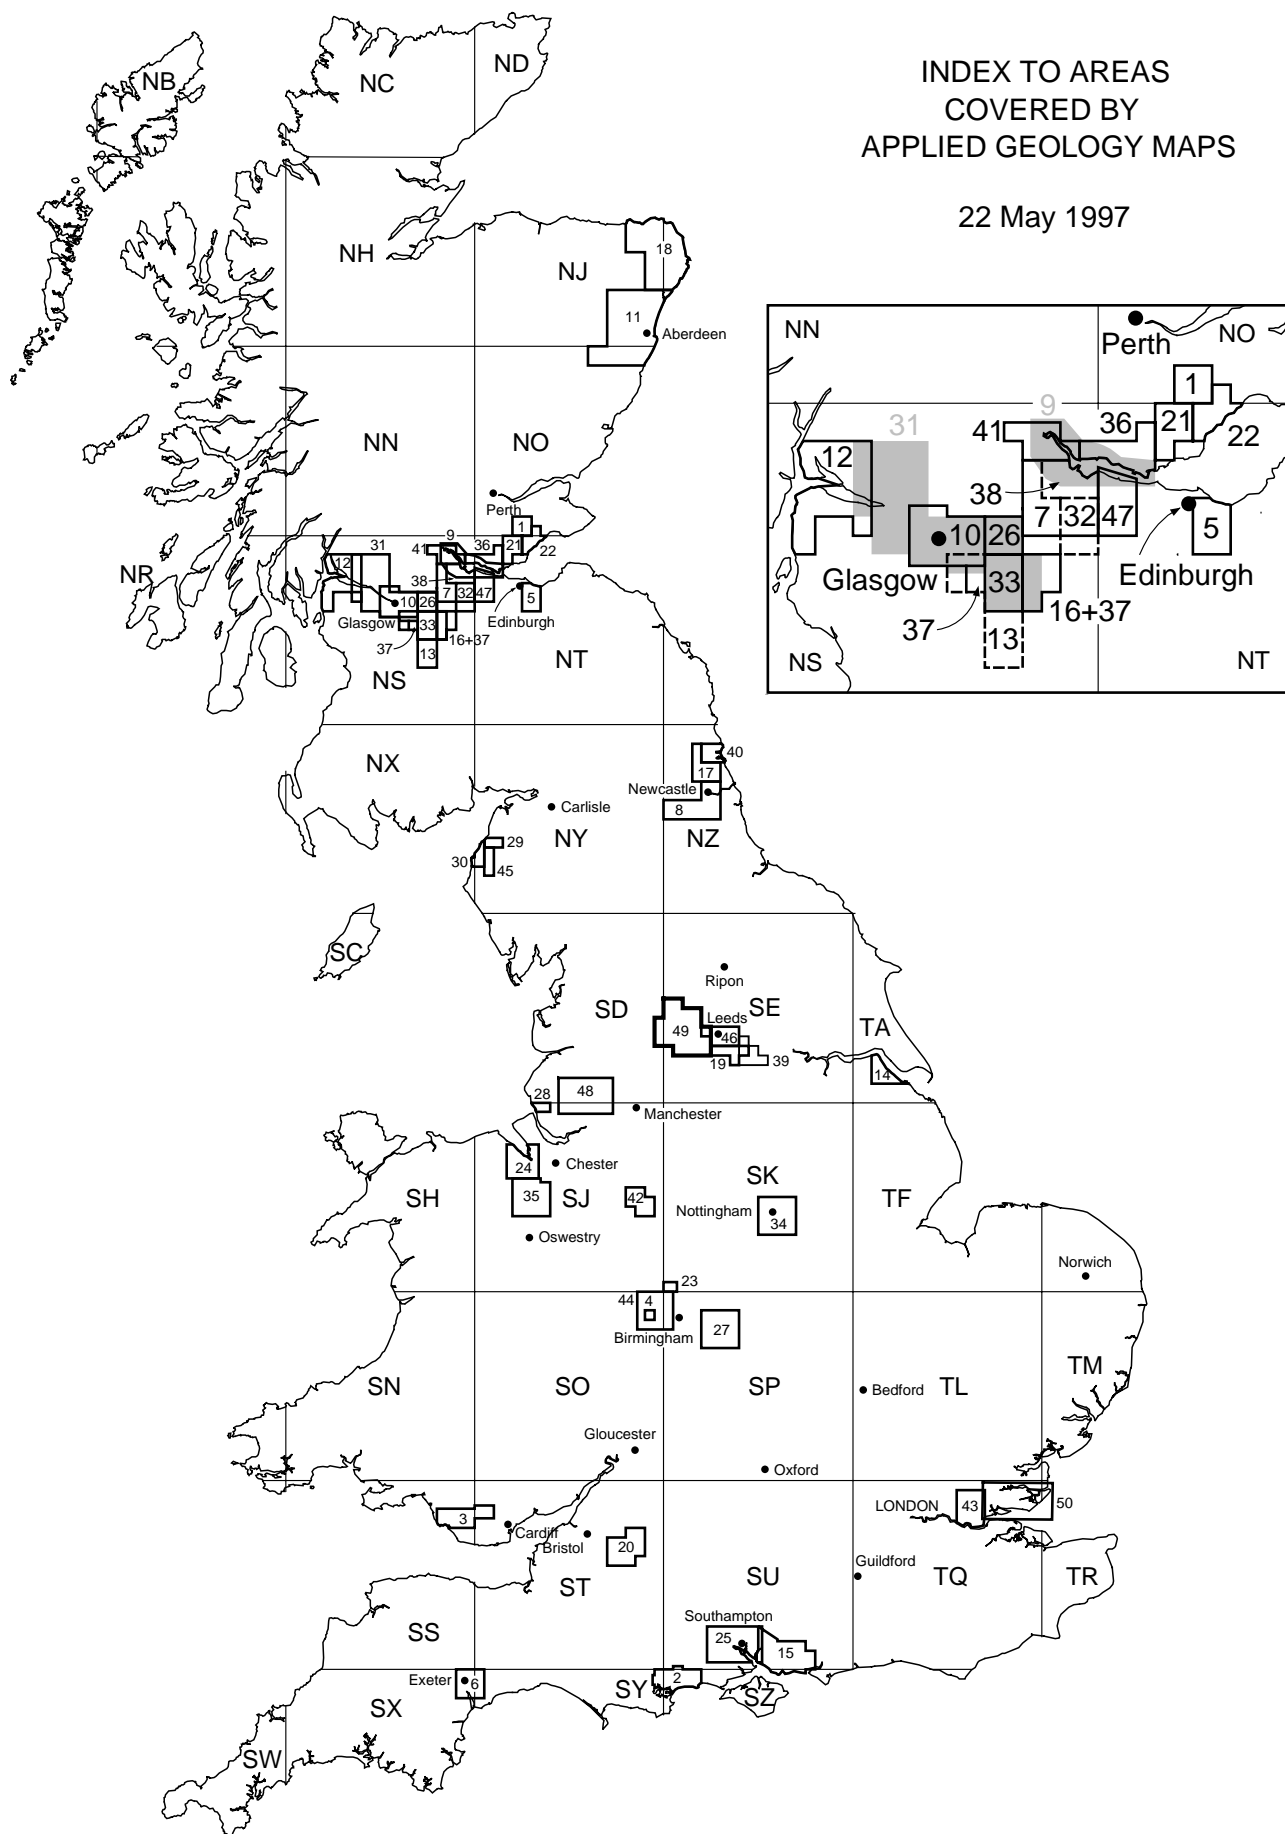 INDEX TO AREAS
COVERED BY
APPLIED GEOLOGY MAPS
22 May 1997
NB
NC
ND
NH
NJ
18
11
Aberdeen
NN
NO
Perth
1
9
31
41
36
21
22
12
38
7
32
47
5
10
26
Glasgow
Edinburgh
33
16+37
37
13
NR
NS
NT
NN
Perth
NO
1
9
31
41
36
21
22
12
38
7
32
47
5
10
26
Glasgow
Edinburgh
33
16+37
37
13
NS
NT
NX
40
17
Newcastle
8
Carlisle
NY
NZ
29
30
45
SC
Ripon
SD
SE
Leeds
49
46
TA
19
39
14
48
28
Manchester
24
Chester
SK
SH
35
SJ
42
TF
Nottingham
34
Oswestry
Norwich
23
44
4
Birmingham
27
TM
SN
SO
SP
TL
Bedford
Gloucester
Oxford
LONDON
43
50
3
Cardiff
Bristol
20
Guildford
ST
SU
TQ
TR
Southampton
SS
25
15
Exeter
6
2
SY
SZ
SX
SW